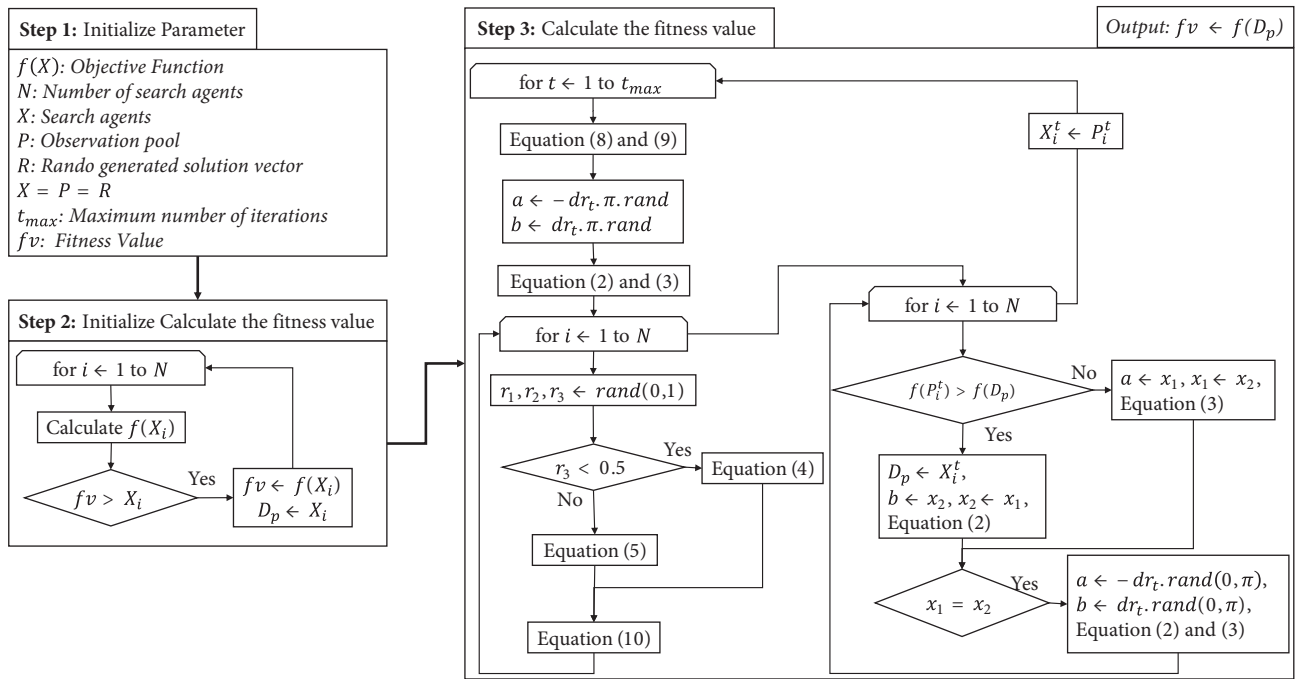 Step 1: Initialize Parameter
f(X): Objective Function
N: Number of search agents
X: Search agents
P: Observation pool
R: Rando generated solution vector
X = P = R
t_max: Maximum number of iterations
fv: Fitness Value
Step 2: Initialize Calculate the fitness value
for i ← 1 to N
Calculate f(X_i)
fv > X_i
Yes
fv ← f(X_i)
D_p ← X_i
Step 3: Calculate the fitness value
Output: fv ← f(D_p)
for t ← 1 to t_max
Equation (8) and (9)
a ← −dr_t.π.rand
b ← dr_t.π.rand
Equation (2) and (3)
for i ← 1 to N
r_1, r_2, r_3 ← rand(0,1)
r_3 < 0.5
Yes
Equation (4)
No
Equation (5)
Equation (10)
X_i^t ← P_i^t
for i ← 1 to N
f(P_i^t) > f(D_p)
No
a ← x_1, x_1 ← x_2,
Equation (3)
Yes
D_p ← X_i^t,
b ← x_2, x_2 ← x_1,
Equation (2)
x_1 = x_2
Yes
a ← −dr_t.rand(0,π),
b ← dr_t.rand(0,π),
Equation (2) and (3)